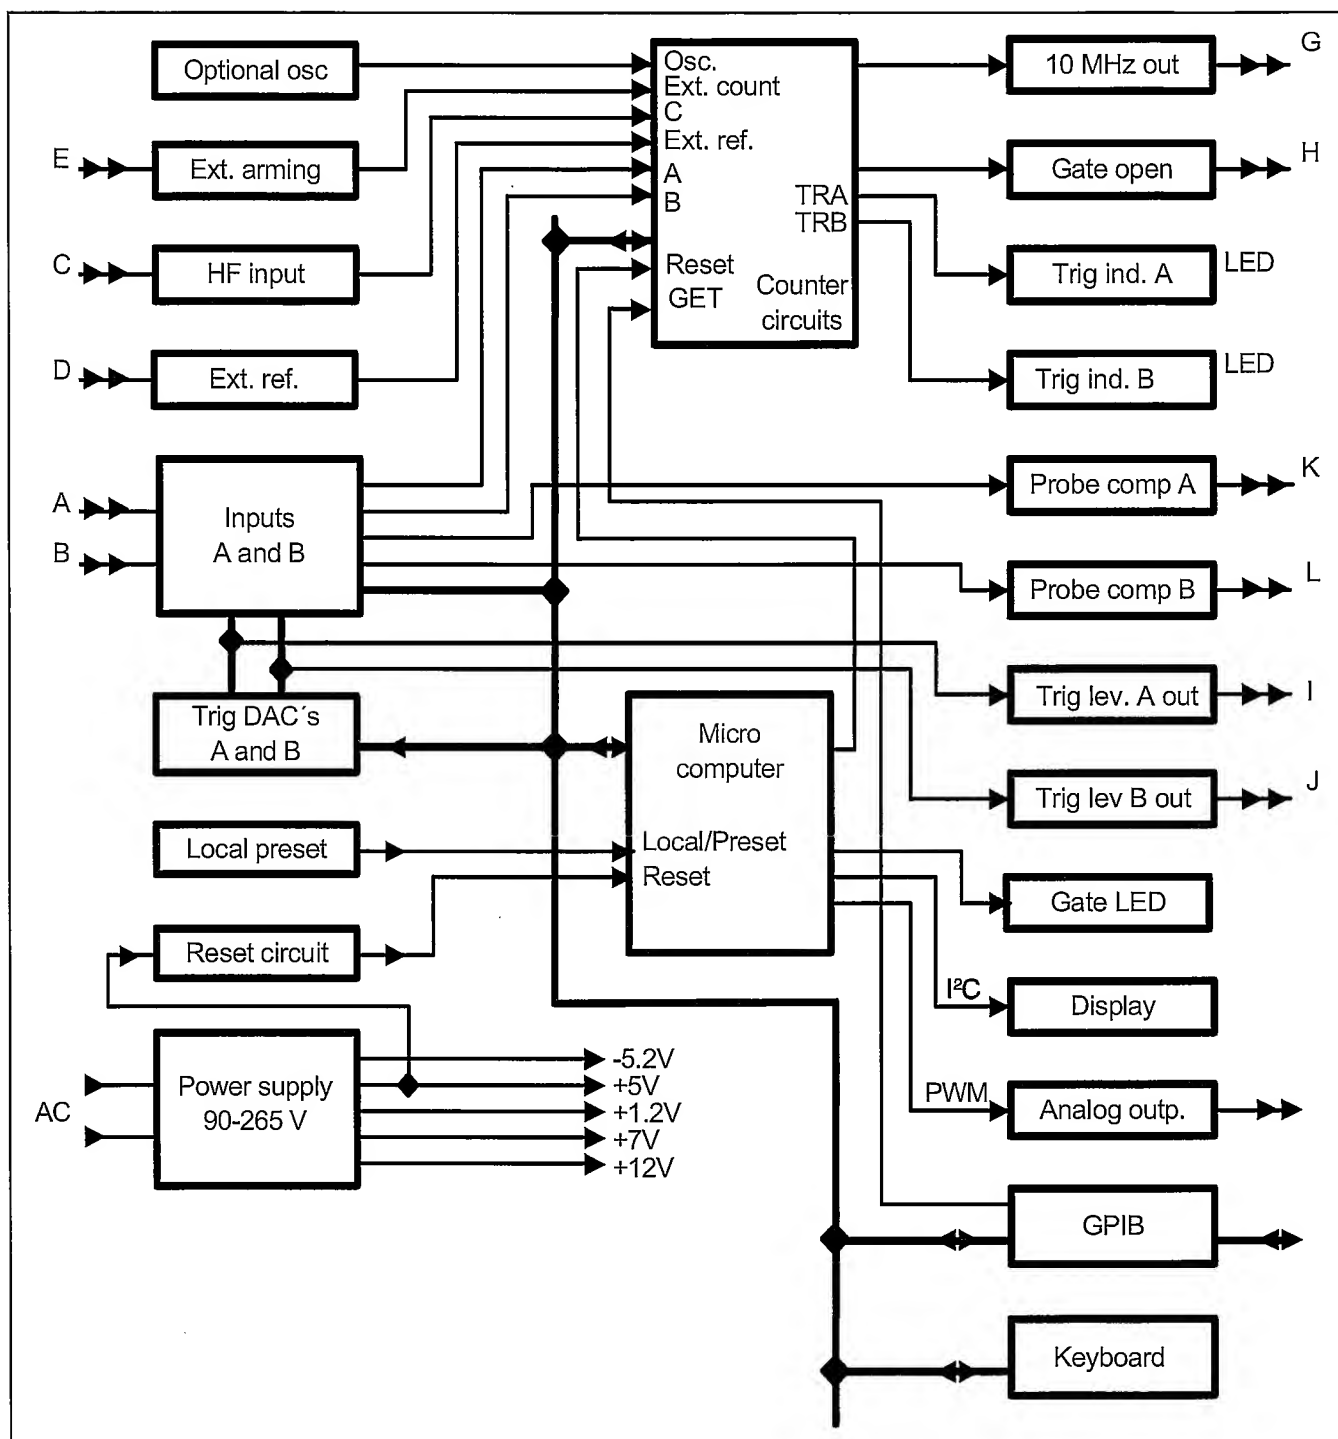 Optional osc
E
Ext. arming
C
HF input
D
Ext. ref.
A
B
Inputs
A and B
Trig DAC´s
A and B
Local preset
Reset circuit
AC
Power supply
90-265 V
-5.2V
+5V
+1.2V
+7V
+12V
Osc.
Ext. count
C
Ext. ref.
A
B
TRA
TRB
Reset
GET
Counter
circuits
Micro
computer
Local/Preset
Reset
10 MHz out
G
Gate open
H
Trig ind. A
LED
Trig ind. B
LED
Probe comp A
K
Probe comp B
L
Trig lev. A out
I
Trig lev B out
J
Gate LED
I²C
Display
PWM
Analog outp.
GPIB
Keyboard